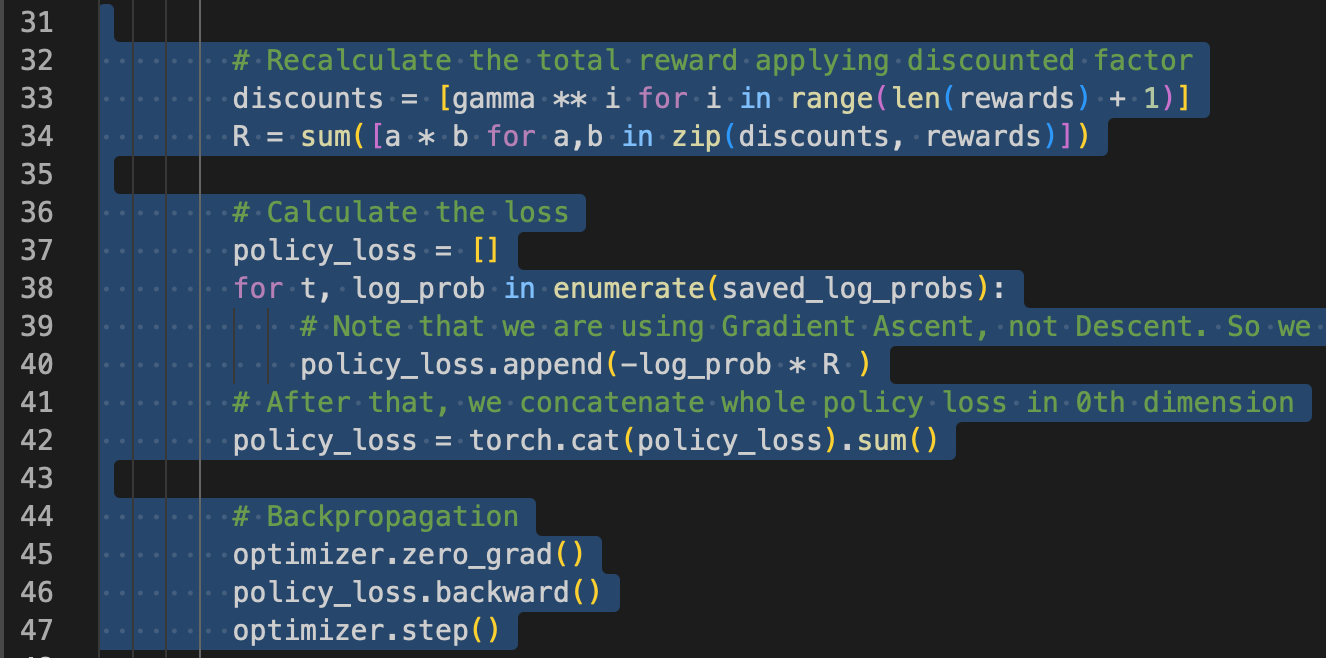 31
32 # Recalculate the total reward applying discounted factor
33 discounts = [gamma ** i for i in range(len(rewards) + 1)]
34 R = sum([a * b for a,b in zip(discounts, rewards)])
35
36 # Calculate the loss
37 policy_loss = []
38 for t, log_prob in enumerate(saved_log_probs):
39 # Note that we are using Gradient Ascent, not Descent. So we
40 policy_loss.append(-log_prob * R )
41 # After that, we concatenate whole policy loss in 0th dimension
42 policy_loss = torch.cat(policy_loss).sum()
43
44 # Backpropagation
45 optimizer.zero_grad()
46 policy_loss.backward()
47 optimizer.step()